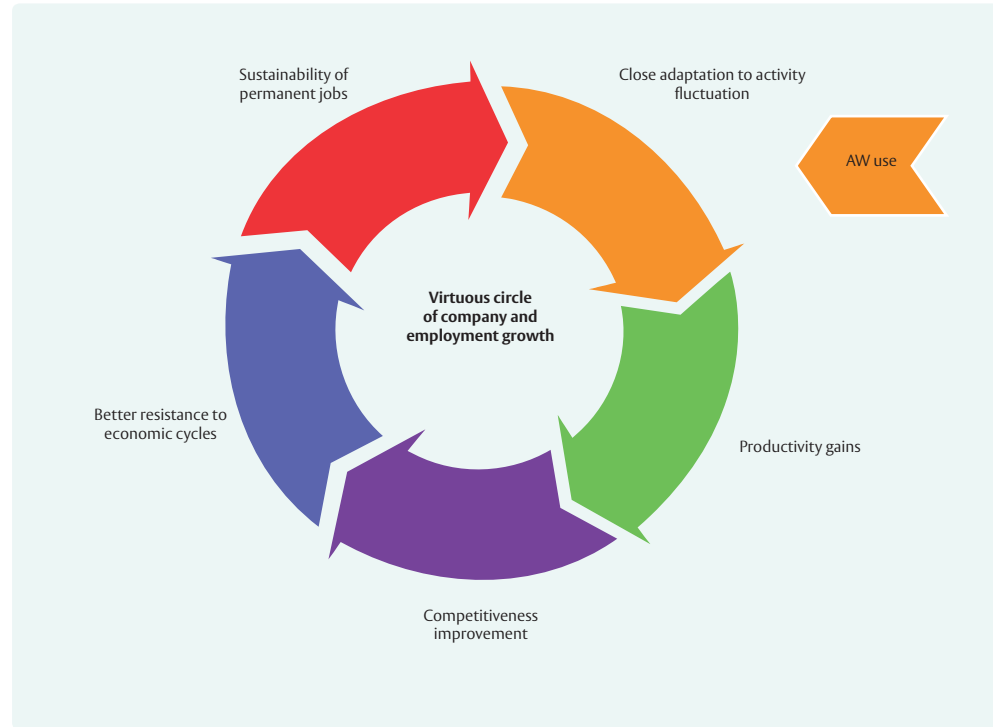 Sustainability of
permanent jobs
Close adaptation to activity
fluctuation
AW use
Virtuous circle
of company and
employment growth
Better resistance to
economic cycles
Productivity gains
Competitiveness
improvement